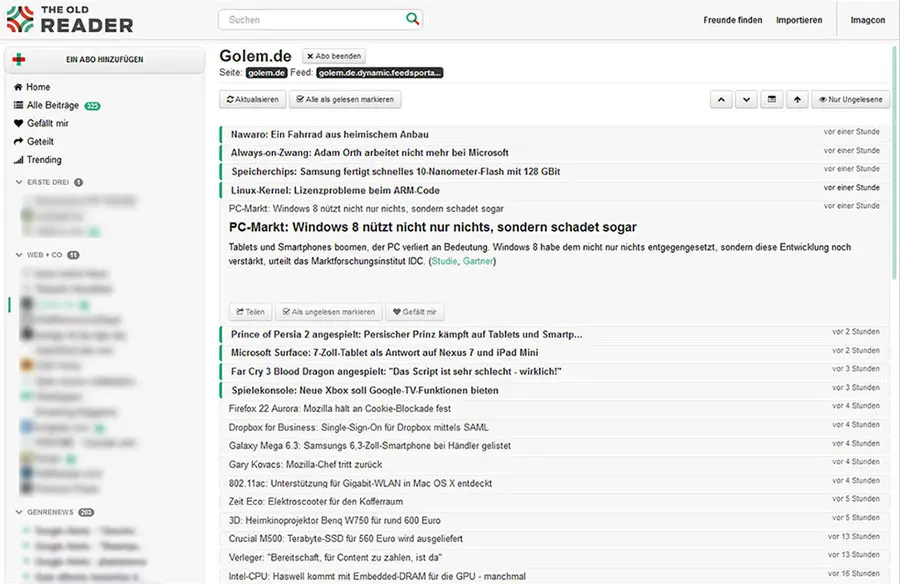 THE OLD
READER
Suchen
Freunde finden Importieren Imagcon
EIN ABO HINZUFÜGEN
Home
Alle Beiträge 325
Gefällt mir
Geteilt
Trending
ERSTE DREI 1
WEB + CO 11
GENRENEWS 203
Golem.de Abo beenden
Seite: golem.de Feed: golem.de.dynamic.feedsporta...
Aktualisieren Alle als gelesen markieren Nur Ungelesene
Nawaro: Ein Fahrrad aus heimischem Anbau vor einer Stunde
Always-on-Zwang: Adam Orth arbeitet nicht mehr bei Microsoft vor einer Stunde
Speicherchips: Samsung fertigt schnelles 10-Nanometer-Flash mit 128 GBit vor einer Stunde
Linux-Kernel: Lizenzprobleme beim ARM-Code vor einer Stunde
PC-Markt: Windows 8 nützt nicht nur nichts, sondern schadet sogar vor einer Stunde
PC-Markt: Windows 8 nützt nicht nur nichts, sondern schadet sogar
Tablets und Smartphones boomen, der PC verliert an Bedeutung. Windows 8 habe dem nicht nur nichts entgegengesetzt, sondern diese Entwicklung noch
verstärkt, urteilt das Marktforschungsinstitut IDC. (Studie, Gartner)
Teilen Als ungelesen markieren Gefällt mir
Prince of Persia 2 angespielt: Persischer Prinz kämpft auf Tablets und Smartp... vor 2 Stunden
Microsoft Surface: 7-Zoll-Tablet als Antwort auf Nexus 7 und iPad Mini vor 2 Stunden
Far Cry 3 Blood Dragon angespielt: "Das Script ist sehr schlecht - wirklich!" vor 3 Stunden
Spielekonsole: Neue Xbox soll Google-TV-Funktionen bieten vor 3 Stunden
Firefox 22 Aurora: Mozilla hält an Cookie-Blockade fest vor 4 Stunden
Dropbox for Business: Single-Sign-On für Dropbox mittels SAML vor 4 Stunden
Galaxy Mega 6.3: Samsungs 6,3-Zoll-Smartphone bei Händler gelistet vor 4 Stunden
Gary Kovacs: Mozilla-Chef tritt zurück vor 4 Stunden
802.11ac: Unterstützung für Gigabit-WLAN in Mac OS X entdeckt vor 4 Stunden
Zeit Eco: Elektroscooter für den Kofferraum vor 5 Stunden
3D: Heimkinoprojektor Benq W750 für rund 600 Euro vor 5 Stunden
Crucial M500: Terabyte-SSD für 560 Euro wird ausgeliefert vor 13 Stunden
Verleger: "Bereitschaft, für Content zu zahlen, ist da" vor 13 Stunden
Intel-CPU: Haswell kommt mit Embedded-DRAM für die GPU - manchmal vor 16 Stunden